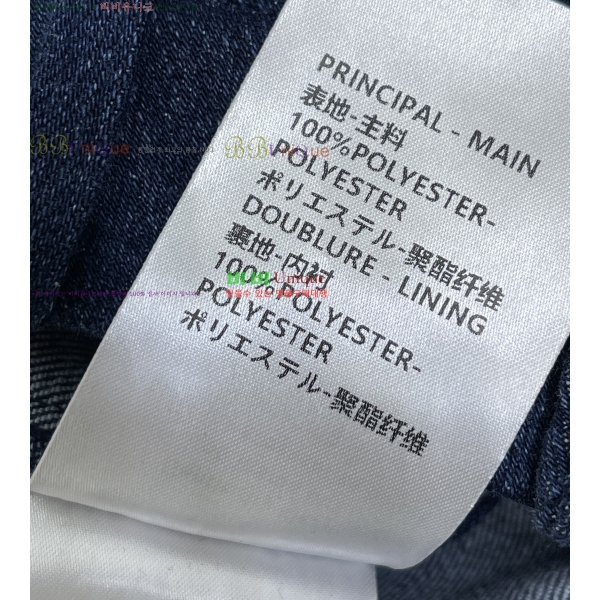 PRINCIPAL - MAIN
表地-主料
100%POLYESTER-
POLYESTER
ポリエステル-聚酯纤维
DOUBLURE - LINING
裏地-内衬
100%POLYESTER-
POLYESTER
ポリエステル-聚酯纤维